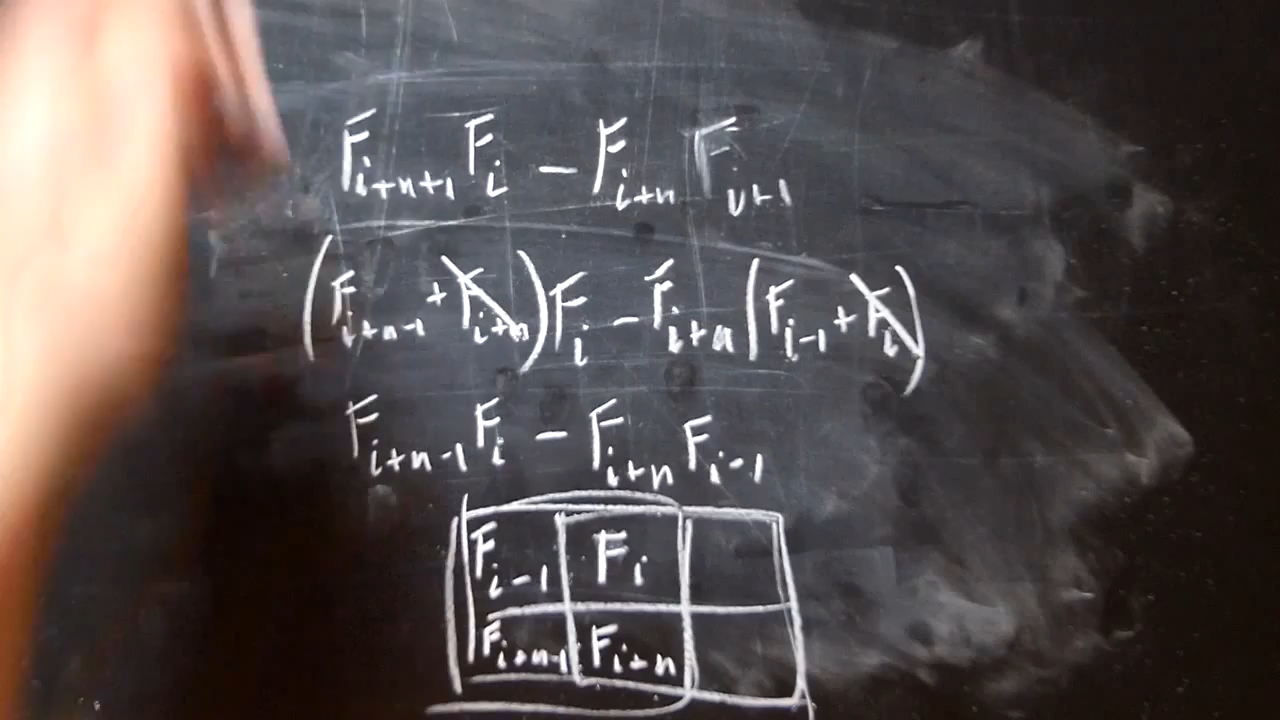 F_{i+n+1} F_i − F_{i+n} F_{i+1}
(F_{i+n-1} + F_{i+n}) F_i − F_{i+n} (F_{i-1} + F_i)
F_{i+n-1} F_i − F_{i+n} F_{i-1}
F_{i-1} F_i
F_{i+n-1} F_{i+n}